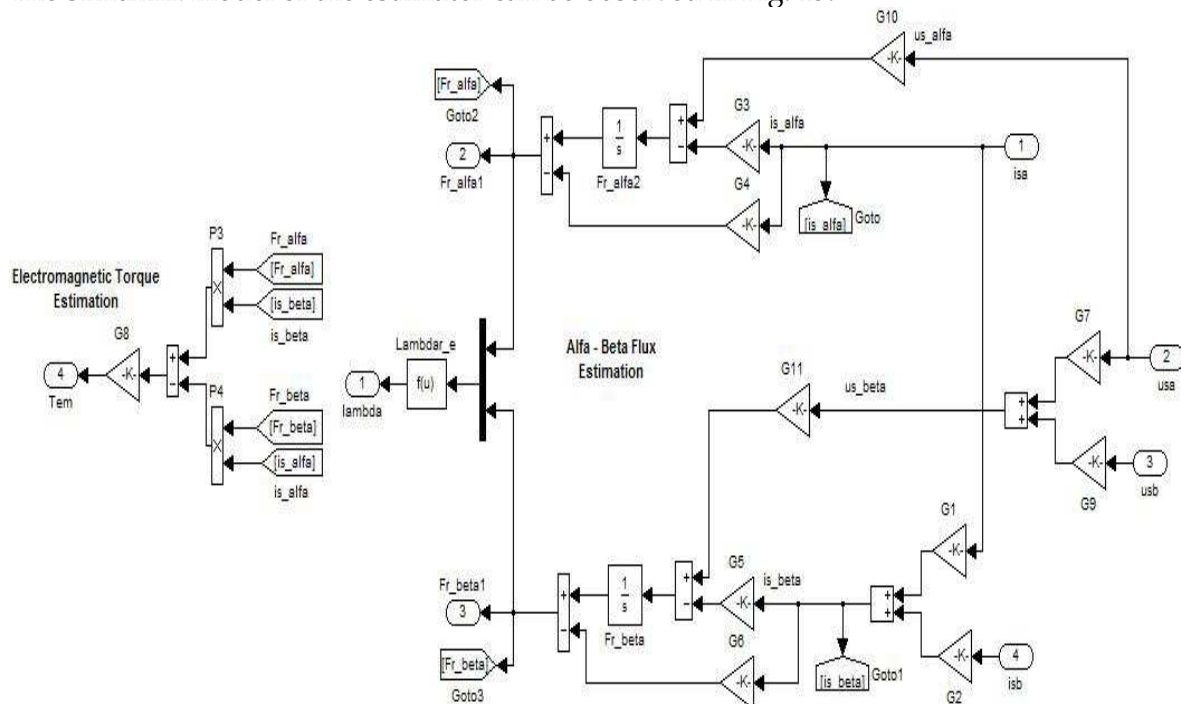 G10
us_alfa
-K-
[Fr_alfa]
Goto2
G3
is_alfa
+
−
1
s
Fr_alfa2
-K-
+
−
2
Fr_alfa1
G4
-K-
1
isa
[is_alfa]
Goto
P3
Fr_alfa
[Fr_alfa]
×
[is_beta]
is_beta
Electromagnetic Torque
Estimation
G8
-K-
+
−
4
Tem
P4
Fr_beta
[Fr_beta]
×
[is_alfa]
is_alfa
Lambdar_e
f(u)
1
lambda
Alfa - Beta Flux
Estimation
G11
-K-
us_beta
G7
-K-
2
usa
+
+
-K-
G9
3
usb
G1
-K-
G5
is_beta
+
−
-K-
1
s
Fr_beta
+
−
Fr_beta1
3
G6
-K-
[Fr_beta]
Goto3
+
+
[is_beta]
Goto1
-K-
G2
4
isb